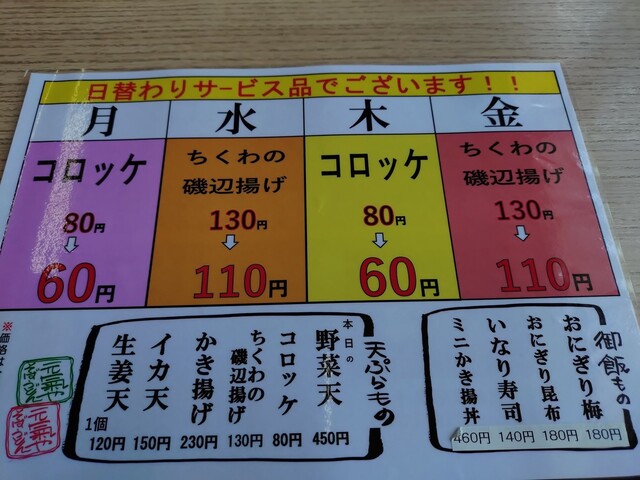 日替わりサービス品でございます！！
月
コロッケ
80円
60円
水
ちくわの
磯辺揚げ
130円
110円
木
コロッケ
80円
60円
金
ちくわの
磯辺揚げ
130円
110円
御飯もの
おにぎり梅 180円
おにぎり昆布 180円
いなり寿司 140円
ミニかき揚丼 460円
天ぷらもの
本日の
野菜天 450円
コロッケ 80円
ちくわの
磯辺揚げ 130円
かき揚げ 230円
イカ天 150円
生姜天 1個 120円
※価格は